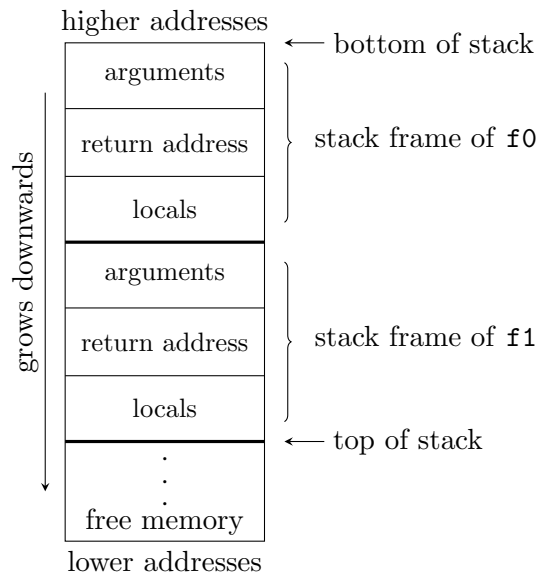 higher addresses
bottom of stack
arguments
return address
stack frame of f0
locals
grows downwards
arguments
return address
stack frame of f1
locals
top of stack
free memory
lower addresses